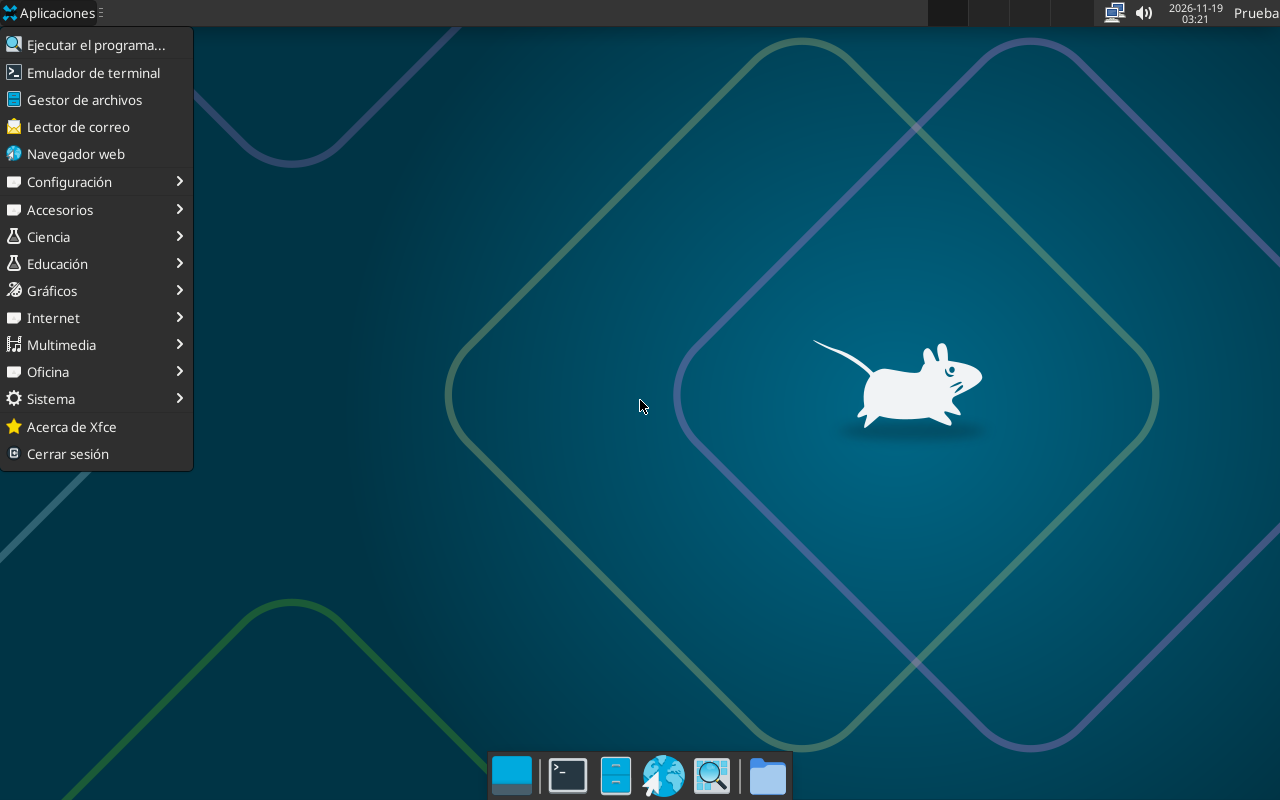 Aplicaciones
2026-11-19
03:21
Prueba
Ejecutar el programa...
Emulador de terminal
Gestor de archivos
Lector de correo
Navegador web
Configuración
Accesorios
Ciencia
Educación
Gráficos
Internet
Multimedia
Oficina
Sistema
Acerca de Xfce
Cerrar sesión